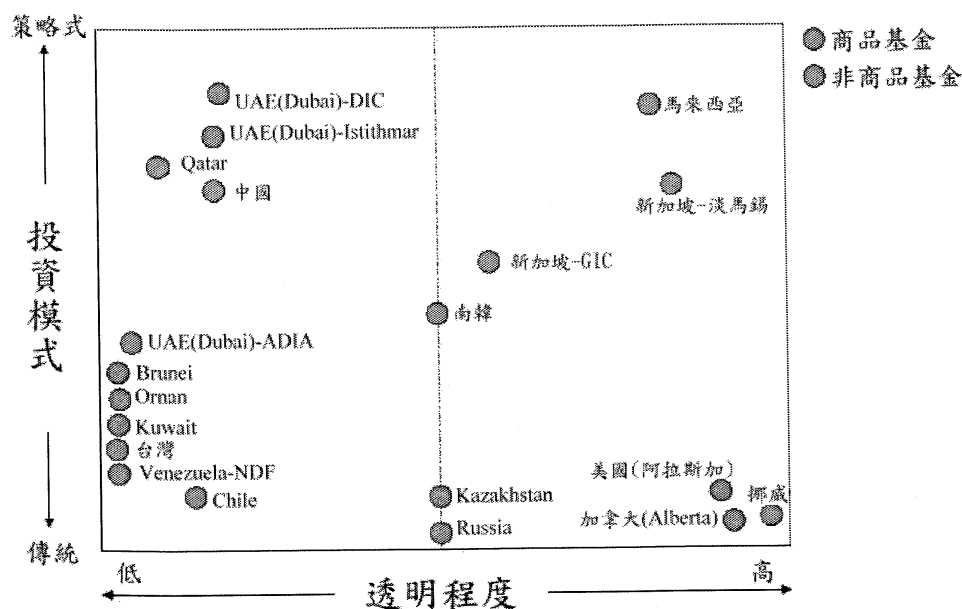 策略式
商品基金
非商品基金
UAE(Dubai)-DIC
馬來西亞
UAE(Dubai)-Istithmar
Qatar
中國
新加坡-淡馬錫
投資模式
新加坡-GIC
南韓
UAE(Dubai)-ADIA
Brunei
Ornan
Kuwait
台灣
Venezuela-NDF
Chile
美國(阿拉斯加)
挪威
Kazakhstan
加拿大(Alberta)
Russia
傳統
低
高
透明程度